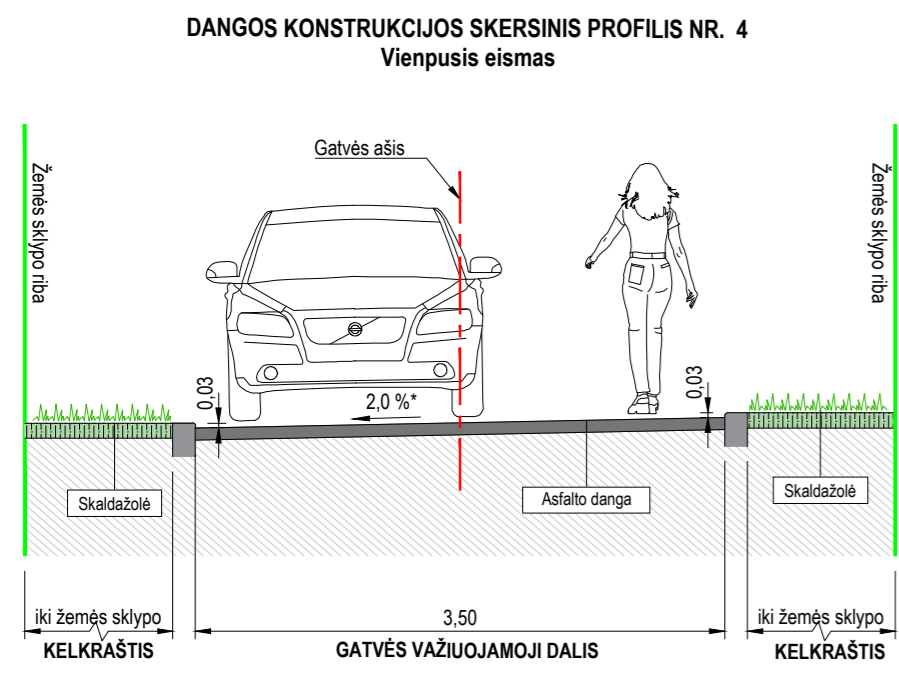 DANGOS KONSTRUKCIJOS SKERSINIS PROFILIS NR. 4
Vienpusis eismas
Gatvės ašis
Žemės sklypo riba
Žemės sklypo riba
0,03
2,0 %*
0,03
Skaldažolė
Asfalto danga
Skaldažolė
iki žemės sklypo
3,50
iki žemės sklypo
KELKRAŠTIS
GATVĖS VAŽIUOJAMOJI DALIS
KELKRAŠTIS